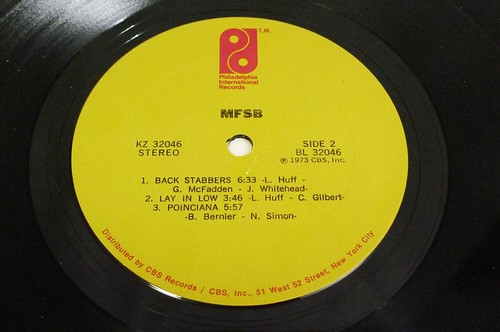 T.M.
Philadelphia
International
Records
MFSB
KZ 32046
STEREO
SIDE 2
BL 32046
℗ 1973 CBS, Inc.
1. BACK STABBERS 6:33 -L. Huff -
G. McFadden - J. Whitehead-
2. LAY IN LOW 3:46 -L. Huff - C. Gilbert-
3. POINCIANA 5:57
-B. Bernier - N. Simon-
Distributed by CBS Records / CBS, Inc., 51 West 52 Street, New York City